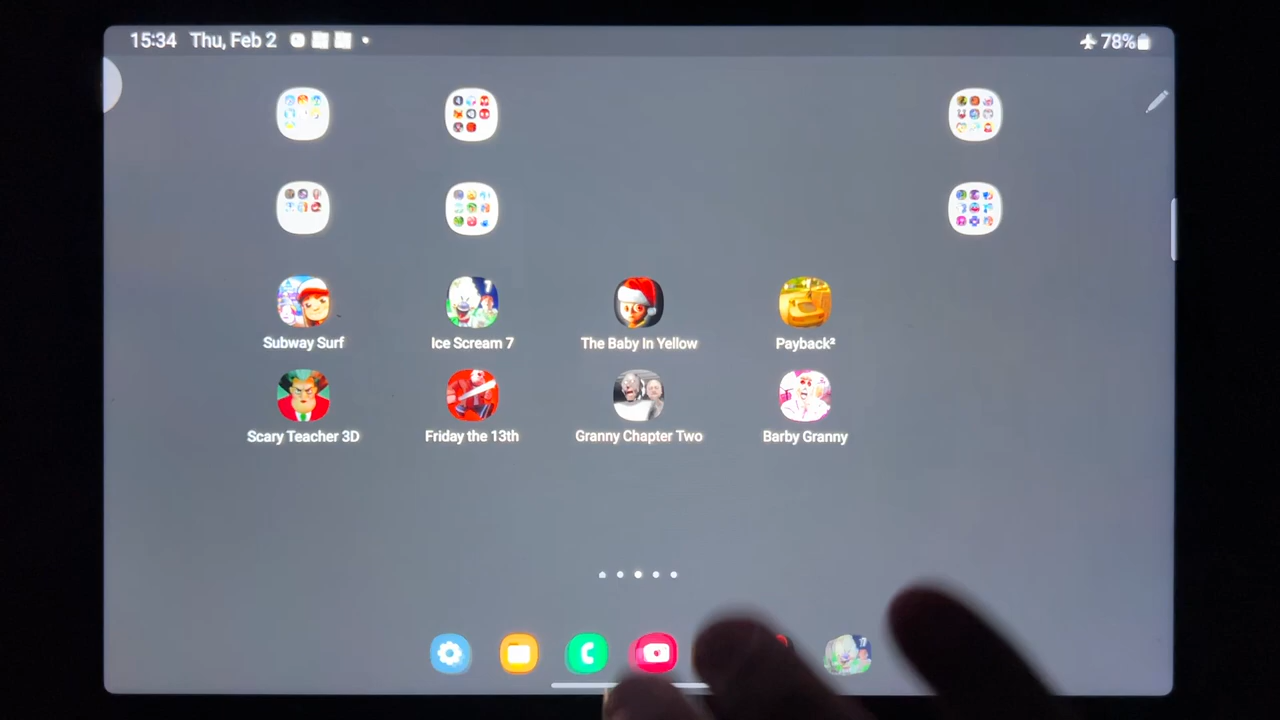 15:34 Thu, Feb 2
78%
Subway Surf
Ice Scream 7
The Baby In Yellow
Payback²
Scary Teacher 3D
Friday the 13th
Granny Chapter Two
Barby Granny